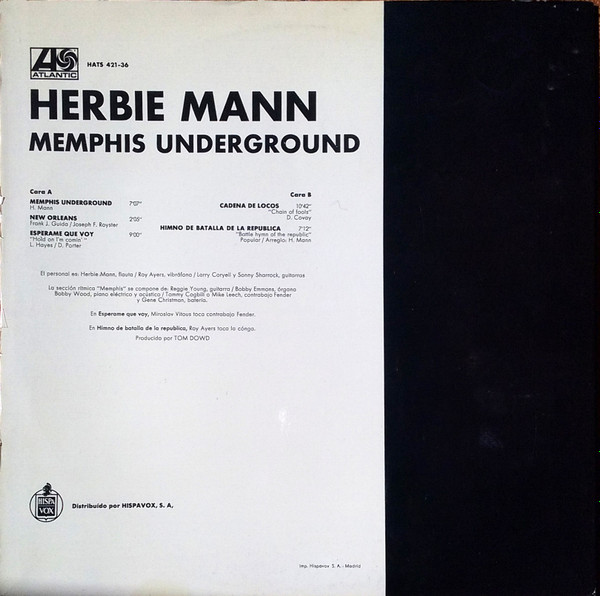 ATLANTIC
HATS 421-36
HERBIE MANN
MEMPHIS UNDERGROUND
Cara A
MEMPHIS UNDERGROUND 7'07"
H. Mann
NEW ORLEANS 2'05"
Frank J. Guida / Joseph F. Royster
ESPERAME QUE VOY 9'00"
"Hold on I'm comin' "
L. Hayes / D. Porter
Cara B
CADENA DE LOCOS 10'42"
"Chain of fools"
D. Covay
HIMNO DE BATALLA DE LA REPUBLICA 7'12"
"Battle hymn of the republic"
Popular / Arreglo: H. Mann
El personal es: Herbie Mann, flauta / Roy Ayers, vibráfono / Larry Coryell y Sonny Sharrock, guitarras
La sección rítmica "Memphis" se compone de: Reggie Young, guitarra / Bobby Emmons, órgano
Bobby Wood, piano eléctrico y acústico / Tommy Cogbill o Mike Leech, contrabajo Fender
y Gene Christman, batería.
En Esperame que voy, Miroslav Vitous toca contrabajo Fender.
En Himno de batalla de la republica, Roy Ayers toca la cónga.
Producido por TOM DOWD
HISPA
VOX
Distribuído por HISPAVOX, S. A.
Imp. Hispavox S. A. - Madrid